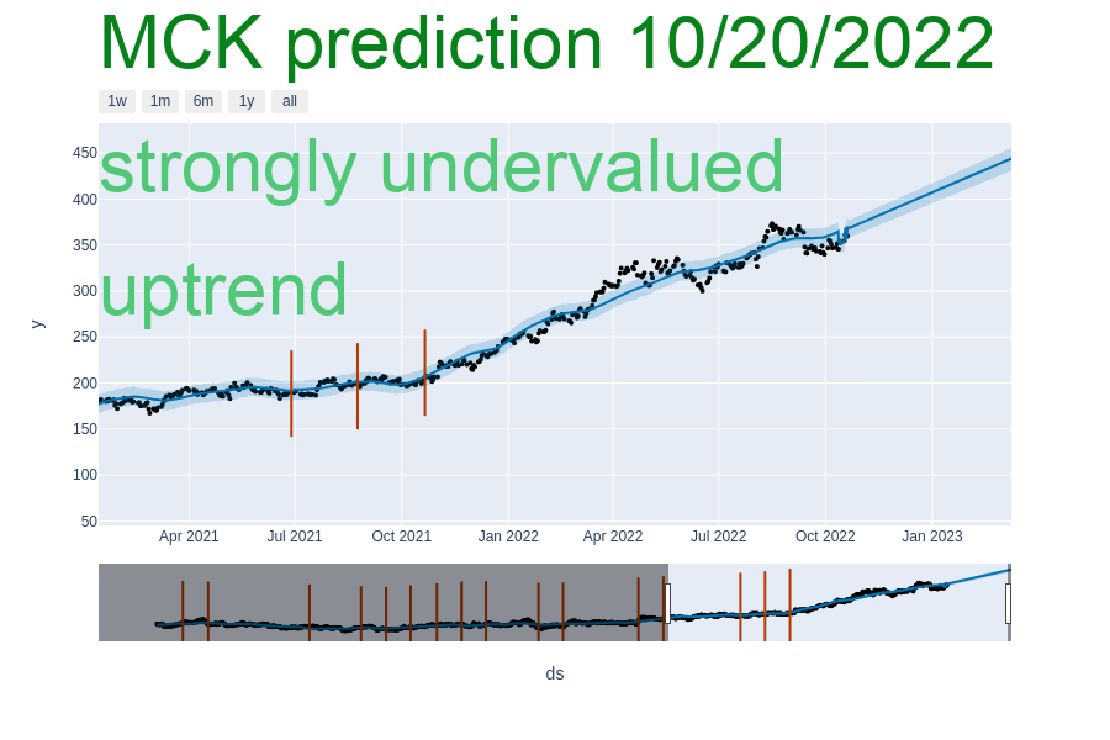 MCK prediction 10/20/2022
1w 1m 6m 1y all
strongly undervalued
uptrend
450
400
350
300
250
200
150
100
50
y
Apr 2021 Jul 2021 Oct 2021 Jan 2022 Apr 2022 Jul 2022 Oct 2022 Jan 2023
ds